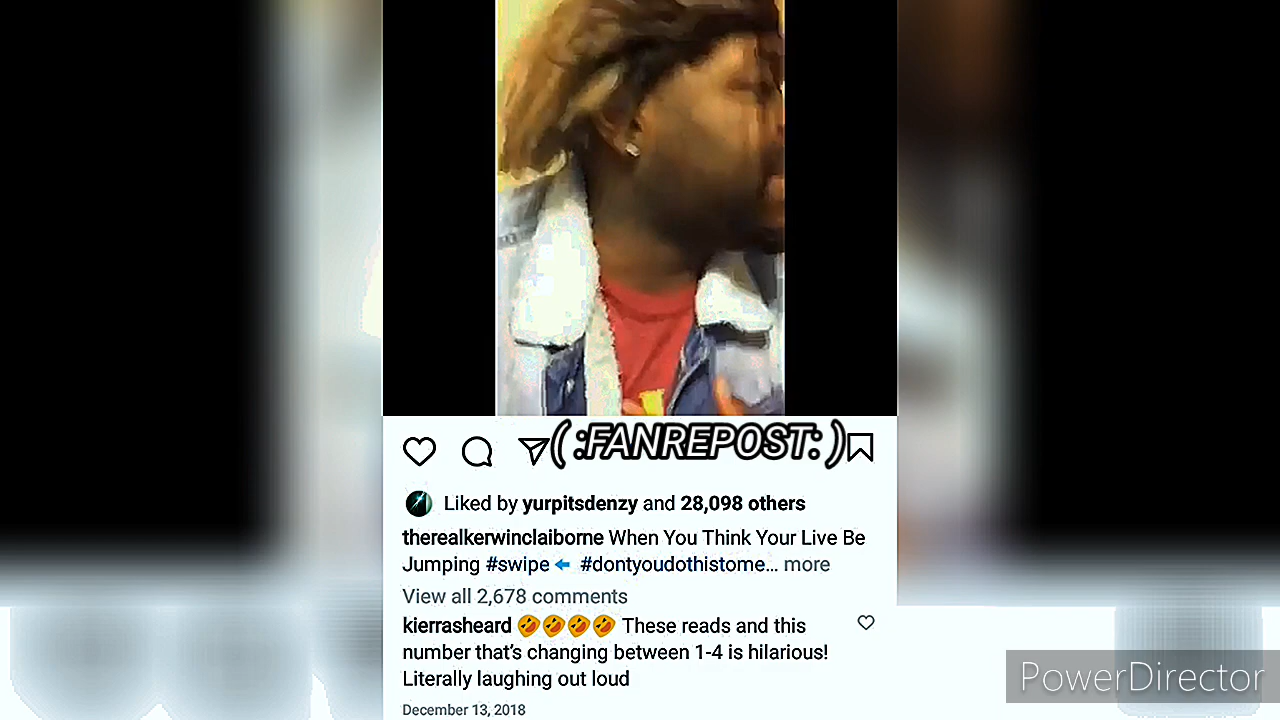 ( :FANREPOST: )
Liked by yurpitsdenzy and 28,098 others
therealkerwinclaiborne When You Think Your Live Be
Jumping #swipe⬅ #dontyoudothistome... more
View all 2,678 comments
kierrasheard 🤣🤣🤣🤣 These reads and this
number that's changing between 1-4 is hilarious!
Literally laughing out loud
December 13, 2018
PowerDirector